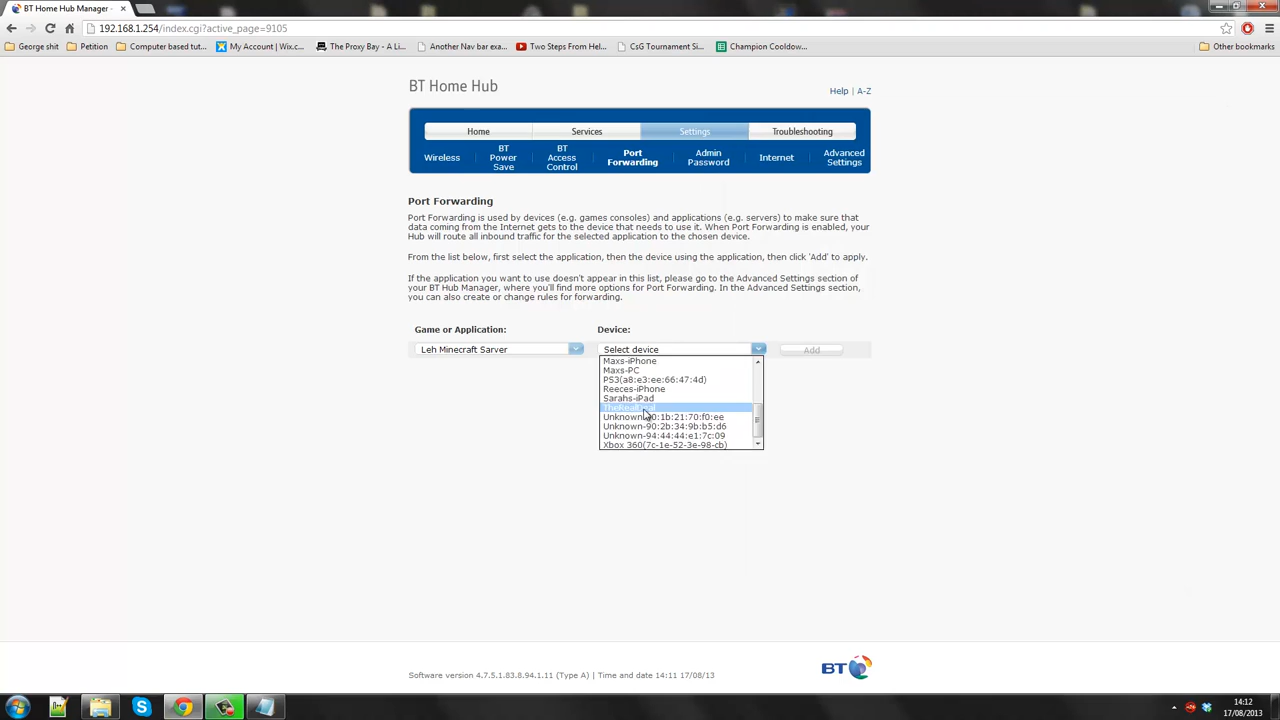 BT Home Hub Manager -
192.168.1.254/index.cgi?active_page=9105
George shit
Petition
Computer based tut...
My Account | Wix.c...
The Proxy Bay - A Li...
Another Nav bar exa...
Two Steps From Hel...
CsG Tournament Si...
Champion Cooldow...
Other bookmarks
BT Home Hub
Help | A-Z
Home
Services
Settings
Troubleshooting
Wireless
BT
Power
Save
BT
Access
Control
Port
Forwarding
Admin
Password
Internet
Advanced
Settings
Port Forwarding
Port Forwarding is used by devices (e.g. games consoles) and applications (e.g. servers) to make sure that
data coming from the Internet gets to the device that needs to use it. When Port Forwarding is enabled, your
Hub will route all inbound traffic for the selected application to the chosen device.
From the list below, first select the application, then the device using the application, then click 'Add' to apply.
If the application you want to use doesn't appear in this list, please go to the Advanced Settings section of
your BT Hub Manager, where you'll find more options for Port Forwarding. In the Advanced Settings section,
you can also create or change rules for forwarding.
Game or Application:
Device:
Leh Minecraft Sarver
Select device
Add
Maxs-iPhone
Maxs-PC
PS3(a8:e3:ee:66:47:4d)
Reeces-iPhone
Sarahs-iPad
Unknown-90:2b:34:9b:b5:d6
Unknown-94:44:44:e1:7c:09
Xbox 360(7c-1e-52-3e-98-cb)
Software version 4.7.5.1.83.8.94.1.11 (Type A) | Time and date 14:11 17/08/13
BT
14:12
17/08/2013